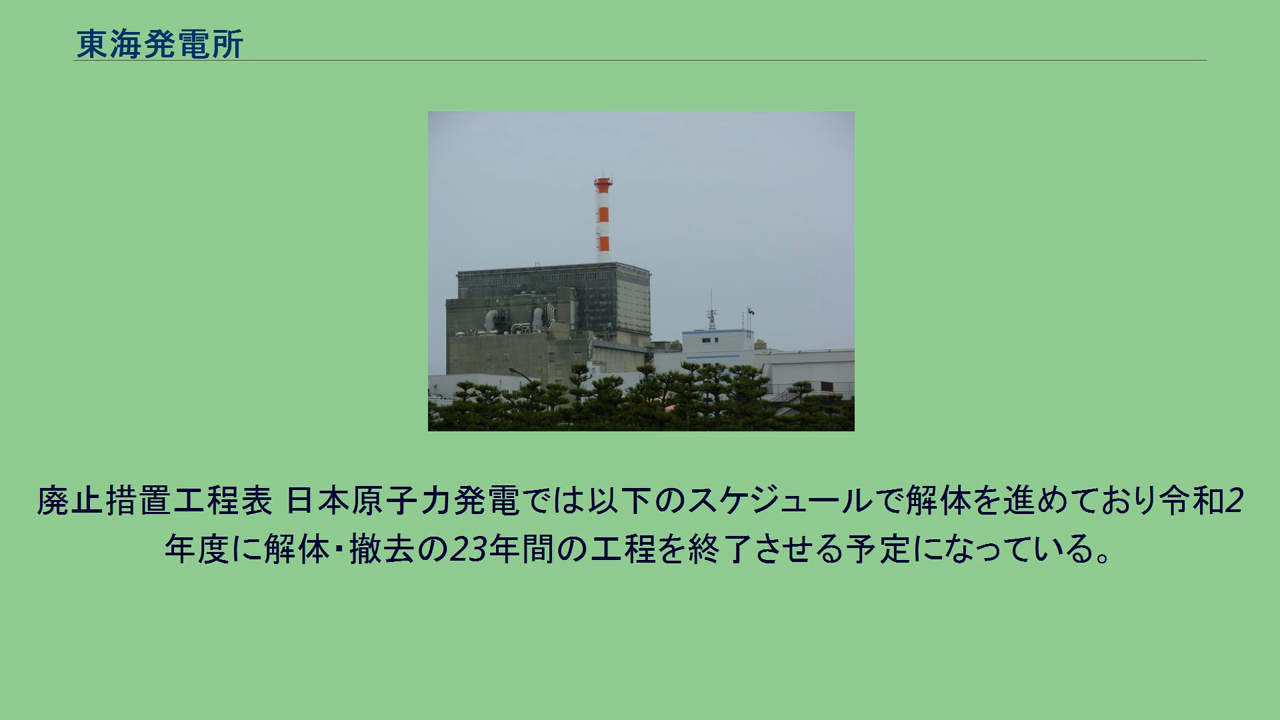 東海発電所
廃止措置工程表 日本原子力発電では以下のスケジュールで解体を進めており令和2
年度に解体・撤去の23年間の工程を終了させる予定になっている。